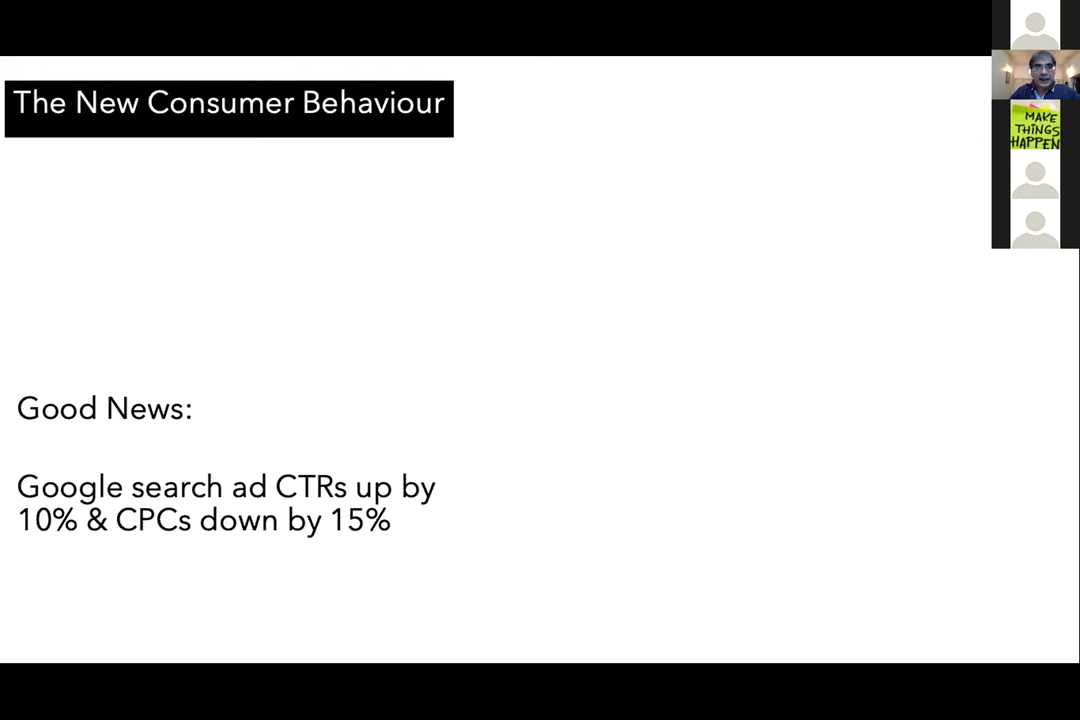 The New Consumer Behaviour
MAKE
THINGS
HAPPEN
Good News:
Google search ad CTRs up by
10% & CPCs down by 15%